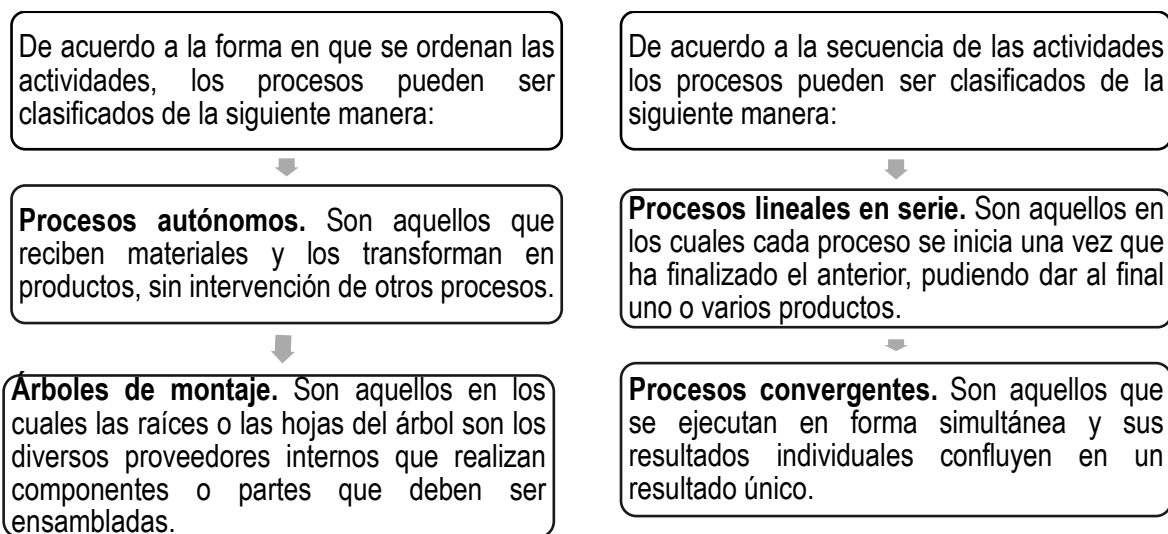 De acuerdo a la forma en que se ordenan las
actividades, los procesos pueden ser
clasificados de la siguiente manera:
Procesos autónomos. Son aquellos que
reciben materiales y los transforman en
productos, sin intervención de otros procesos.
Árboles de montaje. Son aquellos en los
cuales las raíces o las hojas del árbol son los
diversos proveedores internos que realizan
componentes o partes que deben ser
ensambladas.
De acuerdo a la secuencia de las actividades
los procesos pueden ser clasificados de la
siguiente manera:
Procesos lineales en serie. Son aquellos en
los cuales cada proceso se inicia una vez que
ha finalizado el anterior, pudiendo dar al final
uno o varios productos.
Procesos convergentes. Son aquellos que
se ejecutan en forma simultánea y sus
resultados individuales confluyen en un
resultado único.